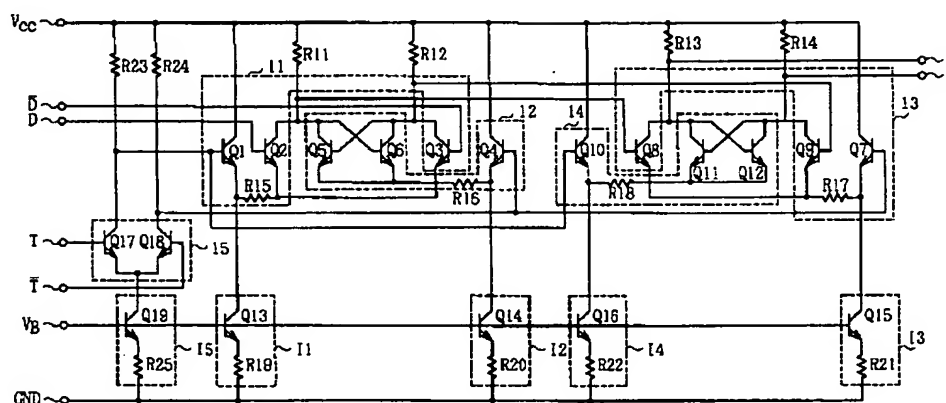 VCC
R23
R24
11
R11
R12
R13
R14
D̅
D
12
14
13
Q1
Q2
Q5
Q6
Q3
Q4
Q10
Q8
Q11
Q12
Q9
Q7
R15
R16
R18
R17
T
Q17
Q18
15
T̅
VB
Q19
Q13
Q14
Q16
Q15
R25
I5
R19
I1
R20
I2
R22
I4
R21
I3
GND